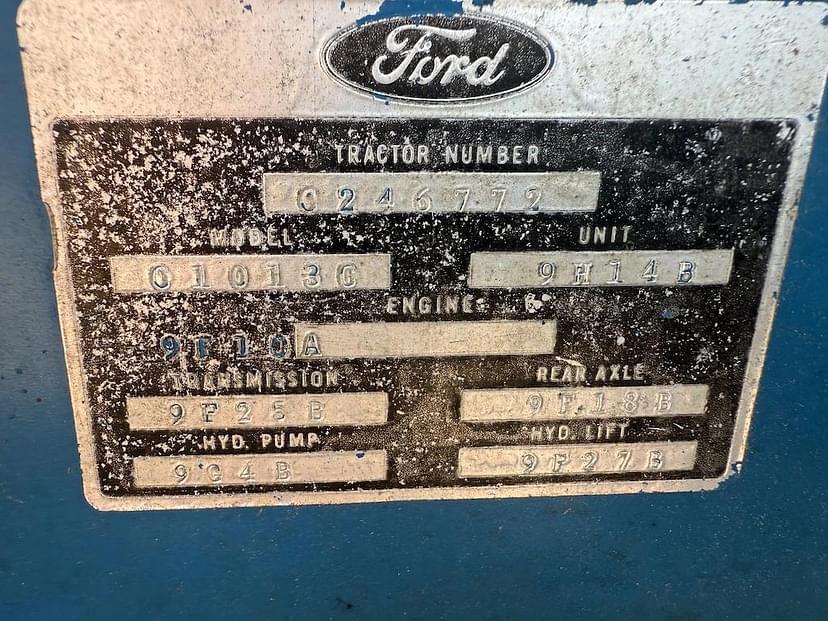 Ford
TRACTOR NUMBER
C246772
MODEL UNIT
C1013C 9H14B
ENGINE
9F10A
TRANSMISSION REAR AXLE
9F25B 9F18B
HYD. PUMP HYD. LIFT
9G4B 9F27B